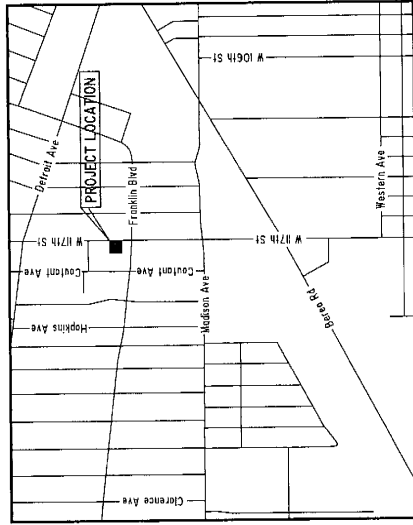 W 106th St
Detroit Ave
PROJECT LOCATION
Franklin Blvd
W 117th St
Coutant Ave
Coutant Ave
Hopkins Ave
Madison Ave
W 117th St
Western Ave
Berea Rd
Clarence Ave